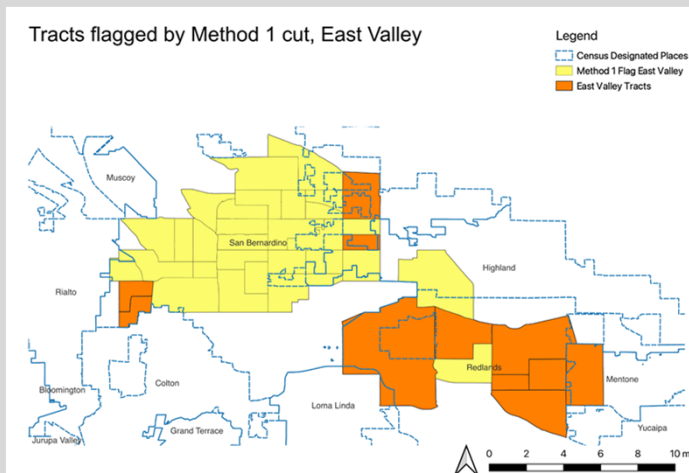 Tracts flagged by Method 1 cut, East Valley
Legend
Census Designated Places
Method 1 Flag East Valley
East Valley Tracts
Muscoy
San Bernardino
Highland
Rialto
Redlands
Mentone
Bloomington
Colton
Loma Linda
Yucaipa
Grand Terrace
Jurupa Valley
0 2 4 6 8 10 m